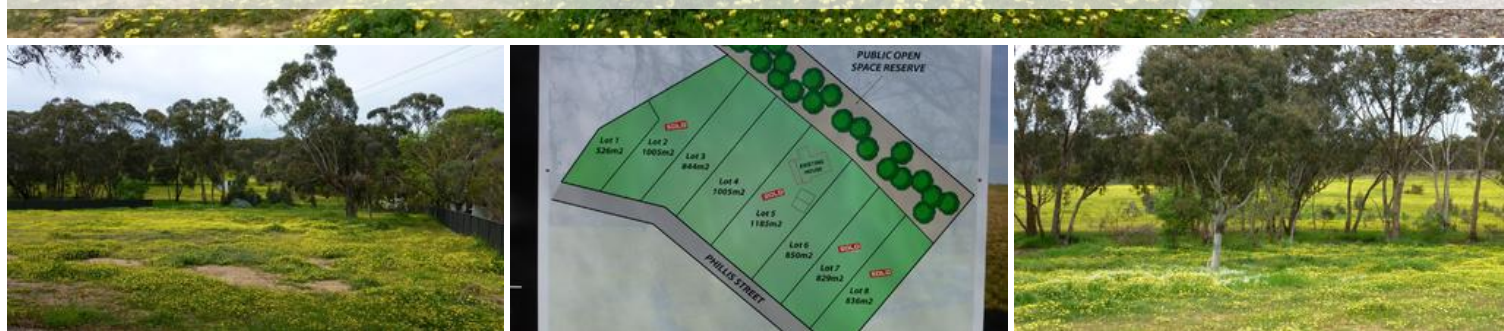 PUBLIC OPEN
SPACE RESERVE
Lot 1
526m2
Lot 2
1005m2
SOLD
Lot 3
844m2
Lot 4
1005m2
EXISTING
HOUSE
SOLD
Lot 5
1185m2
Lot 6
850m2
SOLD
Lot 7
829m2
SOLD
Lot 8
836m2
PHILLIS STREET